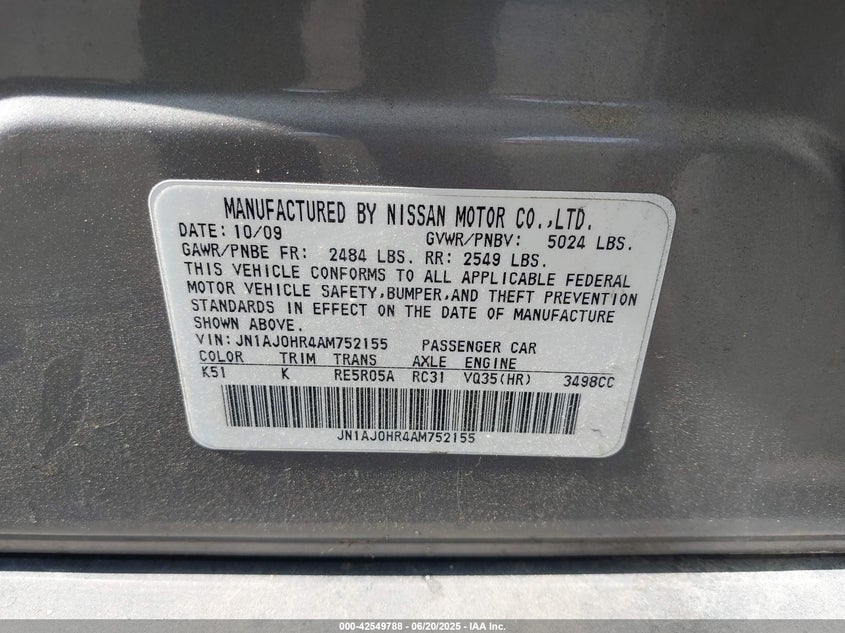 MANUFACTURED BY NISSAN MOTOR CO.,LTD.
DATE: 10/09 GVWR/PNBV: 5024 LBS.
GAWR/PNBE FR: 2484 LBS. RR: 2549 LBS.
THIS VEHICLE CONFORMS TO ALL APPLICABLE FEDERAL
MOTOR VEHICLE SAFETY,BUMPER,AND THEFT PREVENTION
STANDARDS IN EFFECT ON THE DATE OF MANUFACTURE
SHOWN ABOVE.
VIN:JN1AJ0HR4AM752155 PASSENGER CAR
COLOR TRIM TRANS AXLE ENGINE
K51 K RE5R05A RC31 VQ35(HR) 3498CC
JN1AJ0HR4AM752155
000-42549788 - 06/20/2025 - IAA Inc.